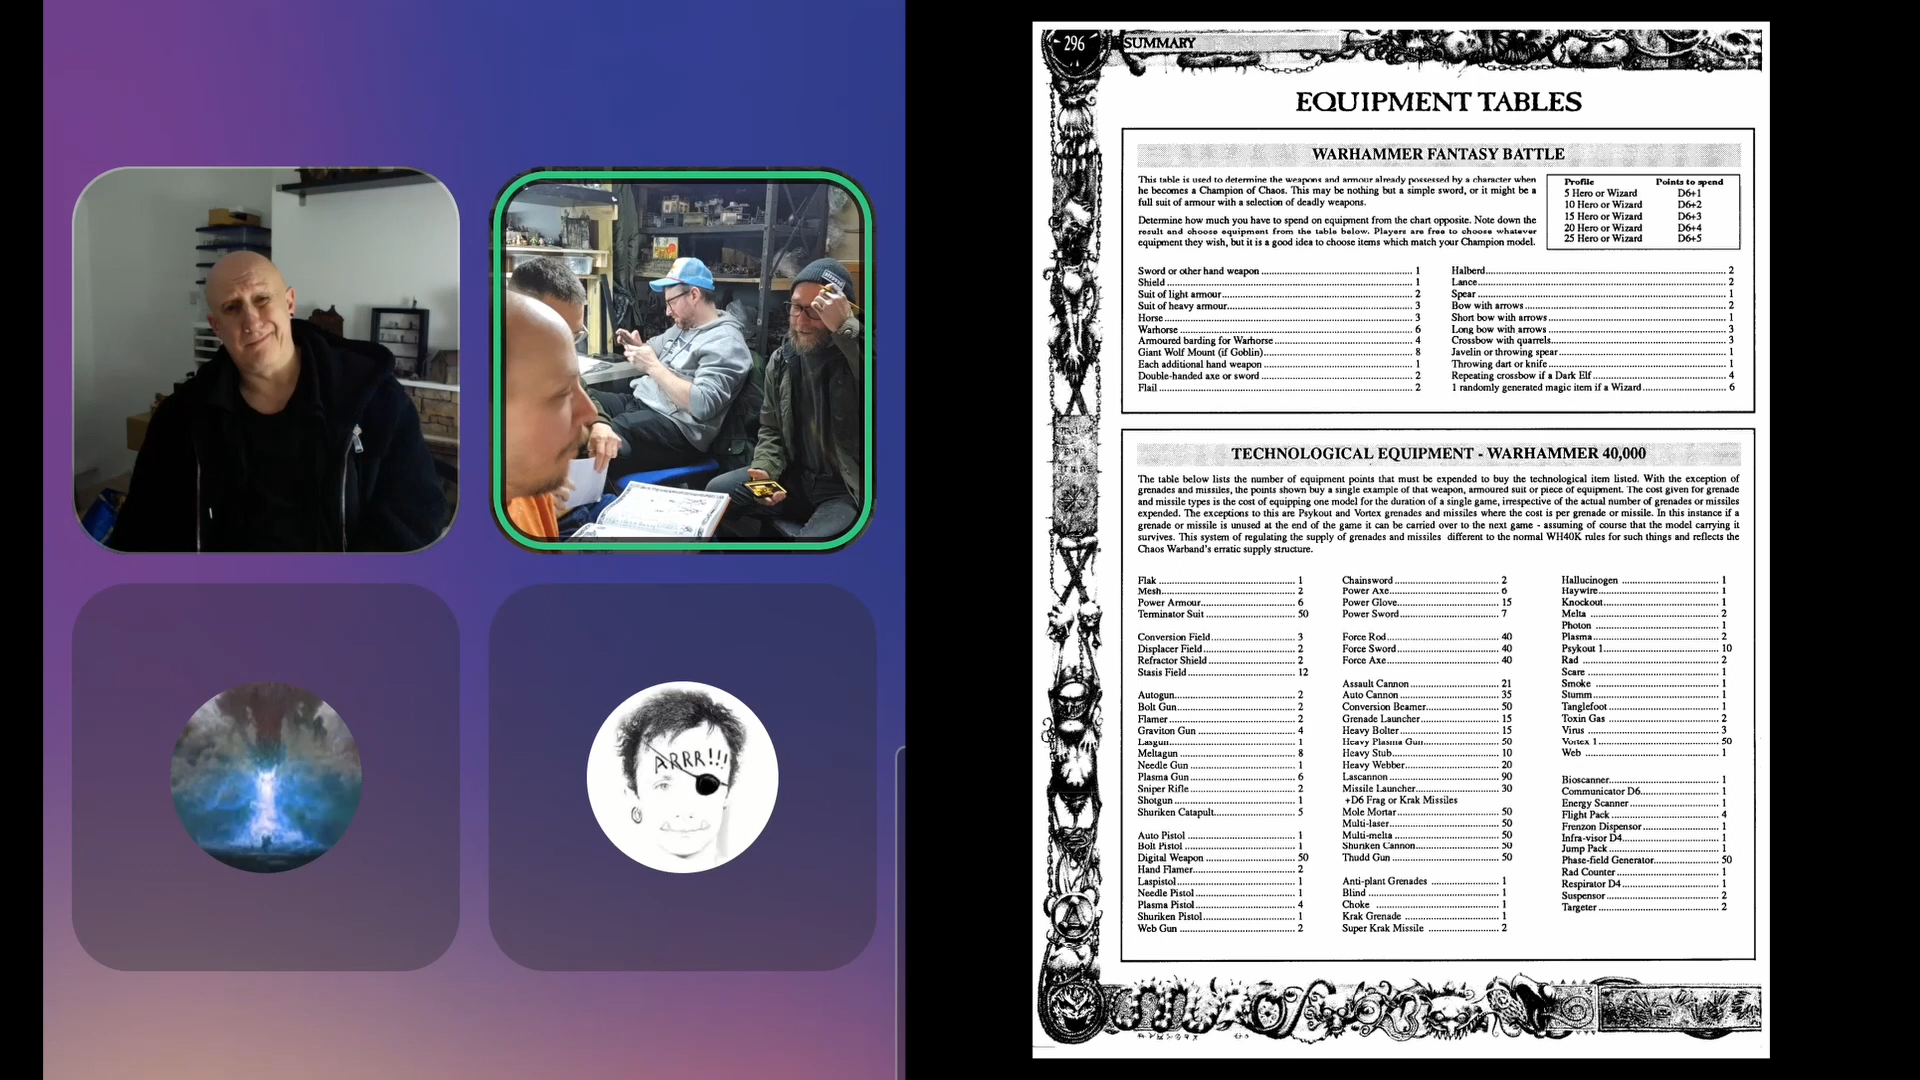 ARRR!!!
296
SUMMARY
EQUIPMENT TABLES
WARHAMMER FANTASY BATTLE
This table is used to determine the weapons and armour already possessed by a character when
he becomes a Champion of Chaos. This may be nothing but a simple sword, or it might be a
full suit of armour with a selection of deadly weapons.
Determine how much you have to spend on equipment from the chart opposite. Note down the
result and choose equipment from the table below. Players are free to choose whatever
equipment they wish, but it is a good idea to choose items which match your Champion model.
Profile Points to spend
5 Hero or Wizard D6+1
10 Hero or Wizard D6+2
15 Hero or Wizard D6+3
20 Hero or Wizard D6+4
25 Hero or Wizard D6+5
Sword or other hand weapon 1
Shield 1
Suit of light armour 2
Suit of heavy armour 3
Horse 3
Warhorse 6
Armoured barding for Warhorse 4
Giant Wolf Mount (if Goblin) 8
Each additional hand weapon 1
Double-handed axe or sword 2
Flail 2
Halberd 2
Lance 2
Spear 1
Bow with arrows 2
Short bow with arrows 1
Long bow with arrows 3
Crossbow with quarrels 3
Javelin or throwing spear 1
Throwing dart or knife 1
Repeating crossbow if a Dark Elf 4
1 randomly generated magic item if a Wizard 6
TECHNOLOGICAL EQUIPMENT - WARHAMMER 40,000
The table below lists the number of equipment points that must be expended to buy the technological item listed. With the exception of
grenades and missiles, the points shown buy a single example of that weapon, armoured suit or piece of equipment. The cost given for grenade
and missile types is the cost of equipping one model for the duration of a single game, irrespective of the actual number of grenades or missiles
expended. The exceptions to this are Psykout and Vortex grenades and missiles where the cost is per grenade or missile. In this instance if a
grenade or missile is unused at the end of the game it can be carried over to the next game - assuming of course that the model carrying it
survives. This system of regulating the supply of grenades and missiles different to the normal WH40K rules for such things and reflects the
Chaos Warband's erratic supply structure.
Flak 1
Mesh 2
Power Armour 6
Terminator Suit 50
Conversion Field 3
Displacer Field 2
Refractor Shield 2
Stasis Field 12
Autogun 2
Bolt Gun 2
Flamer 2
Graviton Gun 4
Lasgun 1
Meltagun 8
Needle Gun 1
Plasma Gun 6
Sniper Rifle 2
Shotgun 1
Shuriken Catapult 5
Auto Pistol 1
Bolt Pistol 1
Digital Weapon 50
Hand Flamer 2
Laspistol 1
Needle Pistol 1
Plasma Pistol 4
Shuriken Pistol 1
Web Gun 2
Chainsword 2
Power Axe 6
Power Glove 15
Power Sword 7
Force Rod 40
Force Sword 40
Force Axe 40
Assault Cannon 21
Auto Cannon 35
Conversion Beamer 50
Grenade Launcher 15
Heavy Bolter 15
Heavy Plasma Gun 50
Heavy Stub 10
Heavy Webber 20
Lascannon 90
Missile Launcher 30
+D6 Frag or Krak Missiles
Mole Mortar 50
Multi-laser 50
Multi-melta 50
Shuriken Cannon 50
Thudd Gun 50
Anti-plant Grenades 1
Blind 1
Choke 1
Krak Grenade 1
Super Krak Missile 2
Hallucinogen 1
Haywire 1
Knockout 1
Melta 2
Photon 1
Plasma 2
Psykout 1 10
Rad 2
Scare 1
Smoke 1
Stumm 1
Tanglefoot 1
Toxin Gas 2
Virus 3
Vortex 1 50
Web 1
Bioscanner 1
Communicator D6 1
Energy Scanner 1
Flight Pack 4
Frenzon Dispensor 1
Infra-visor D4 1
Jump Pack 1
Phase-field Generator 50
Rad Counter 1
Respirator D4 1
Suspensor 2
Targeter 2